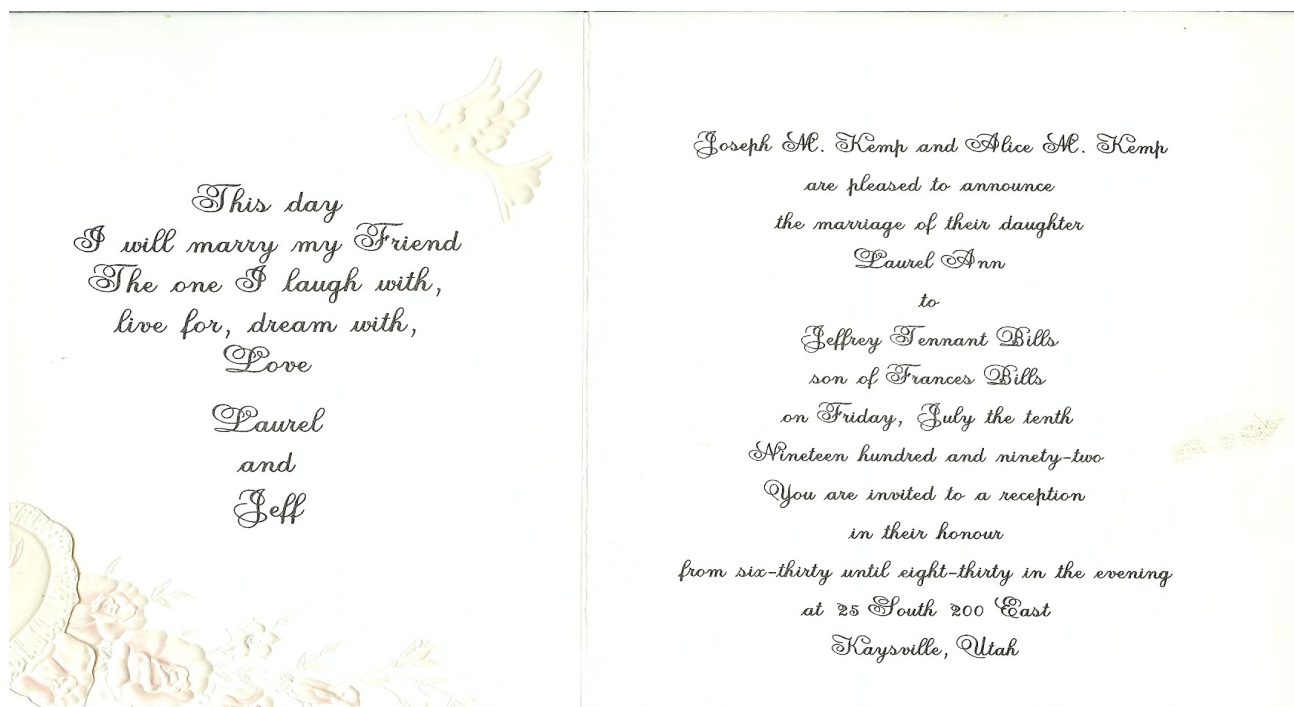 This day
I will marry my Friend
The one I laugh with,
live for, dream with,
Love
Laurel
and
Jeff
Joseph M. Kemp and Alice M. Kemp
are pleased to announce
the marriage of their daughter
Laurel Ann
to
Jeffrey Tennant Bills
son of Frances Bills
on Friday, July the tenth
Nineteen hundred and ninety-two
You are invited to a reception
in their honour
from six-thirty until eight-thirty in the evening
at 25 South 200 East
Kaysville, Utah